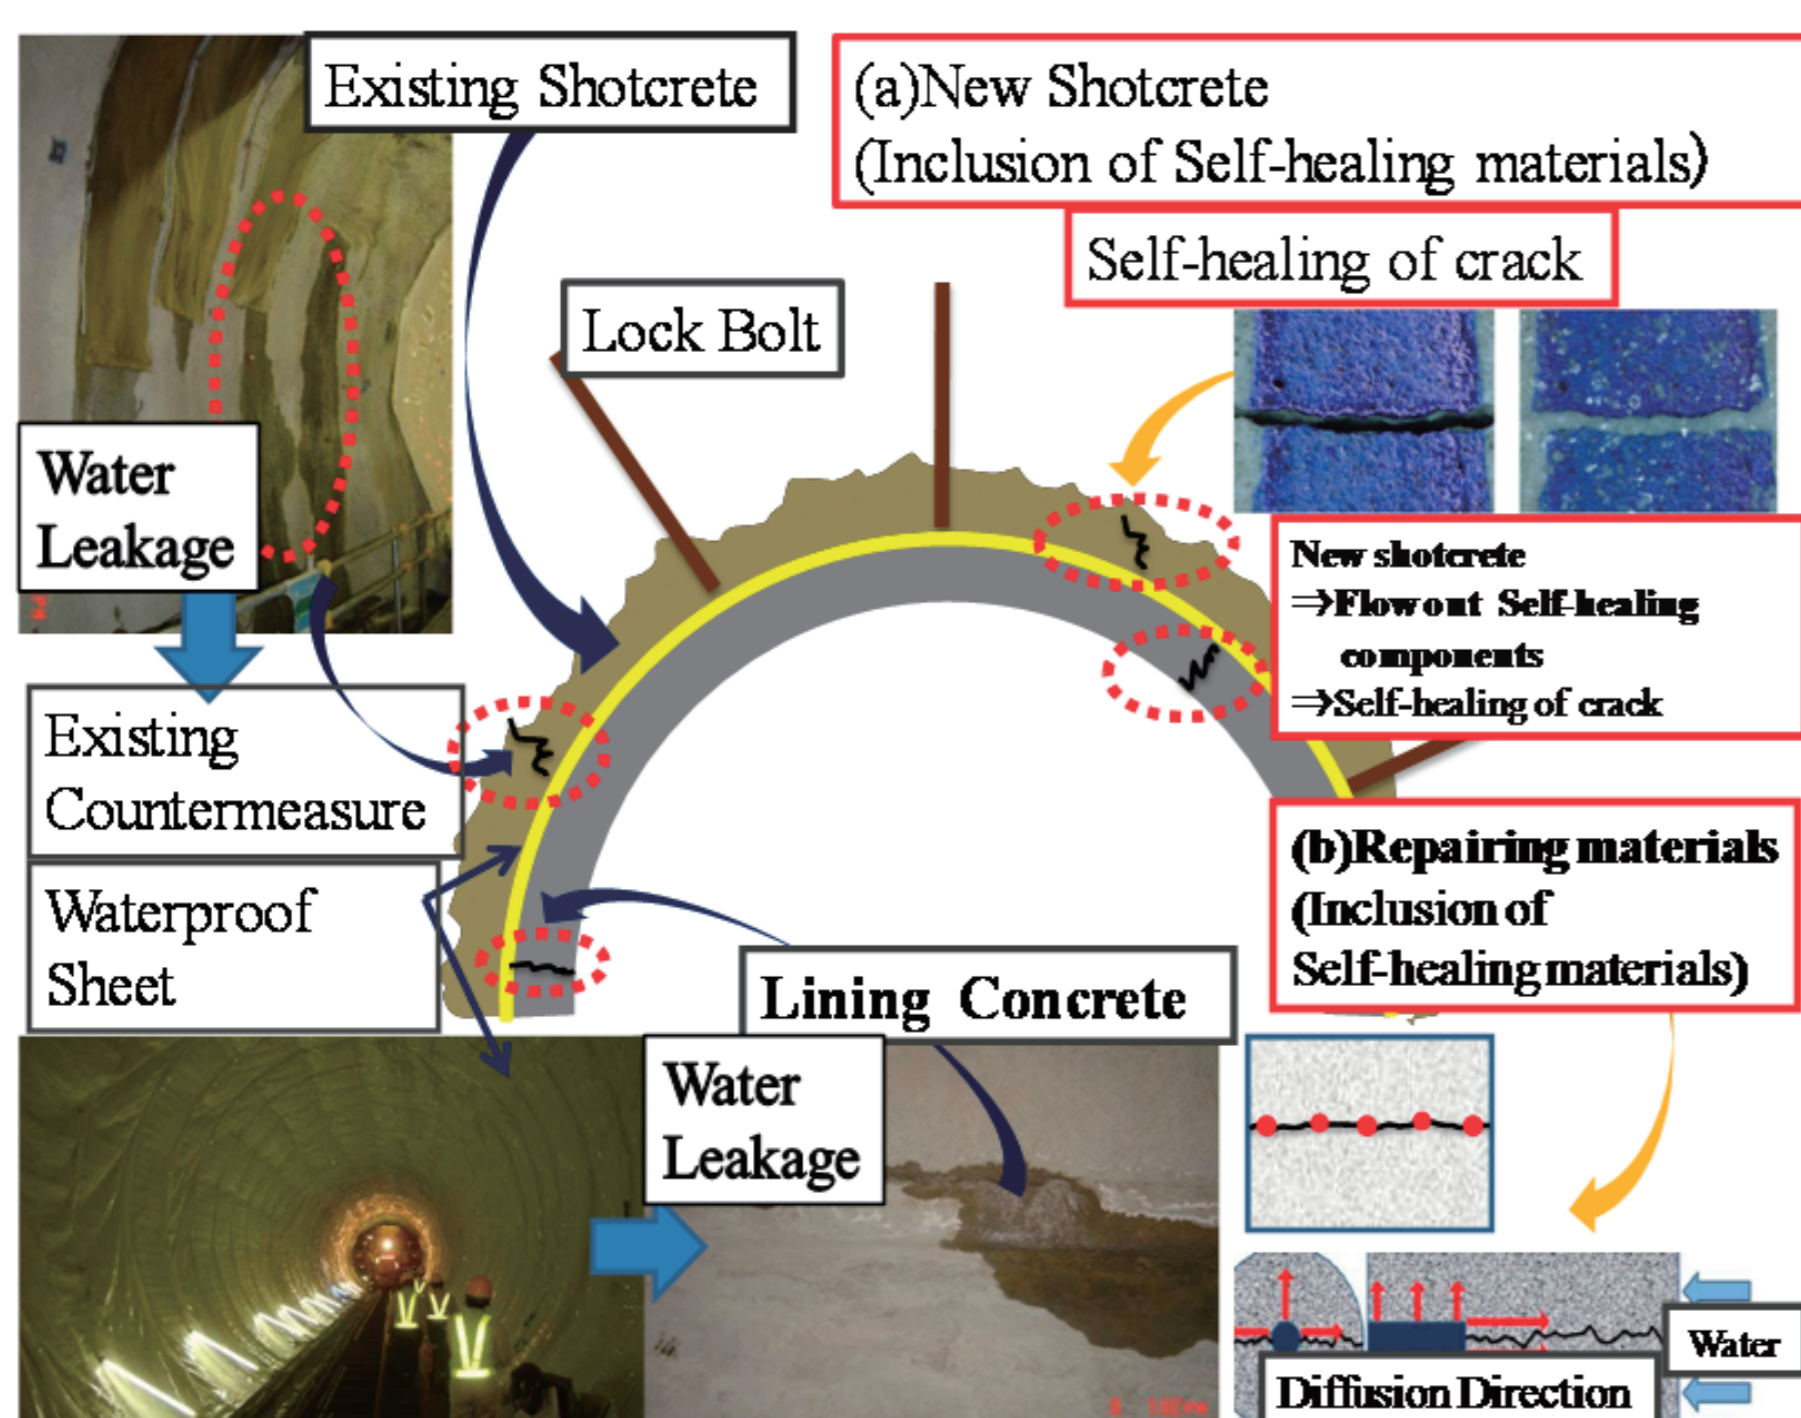 Existing Shotcrete
(a)New Shotcrete
(Inclusion of Self-healing materials)
Self-healing of crack
Lock Bolt
Water
Leakage
New shotcrete
⇒Flow out Self-healing
components
⇒Self-healing of crack
Existing
Countermeasure
Waterproof
Sheet
(b)Repairing materials
(Inclusion of
Self-healing materials)
Lining Concrete
Water
Leakage
Water
Diffusion Direction